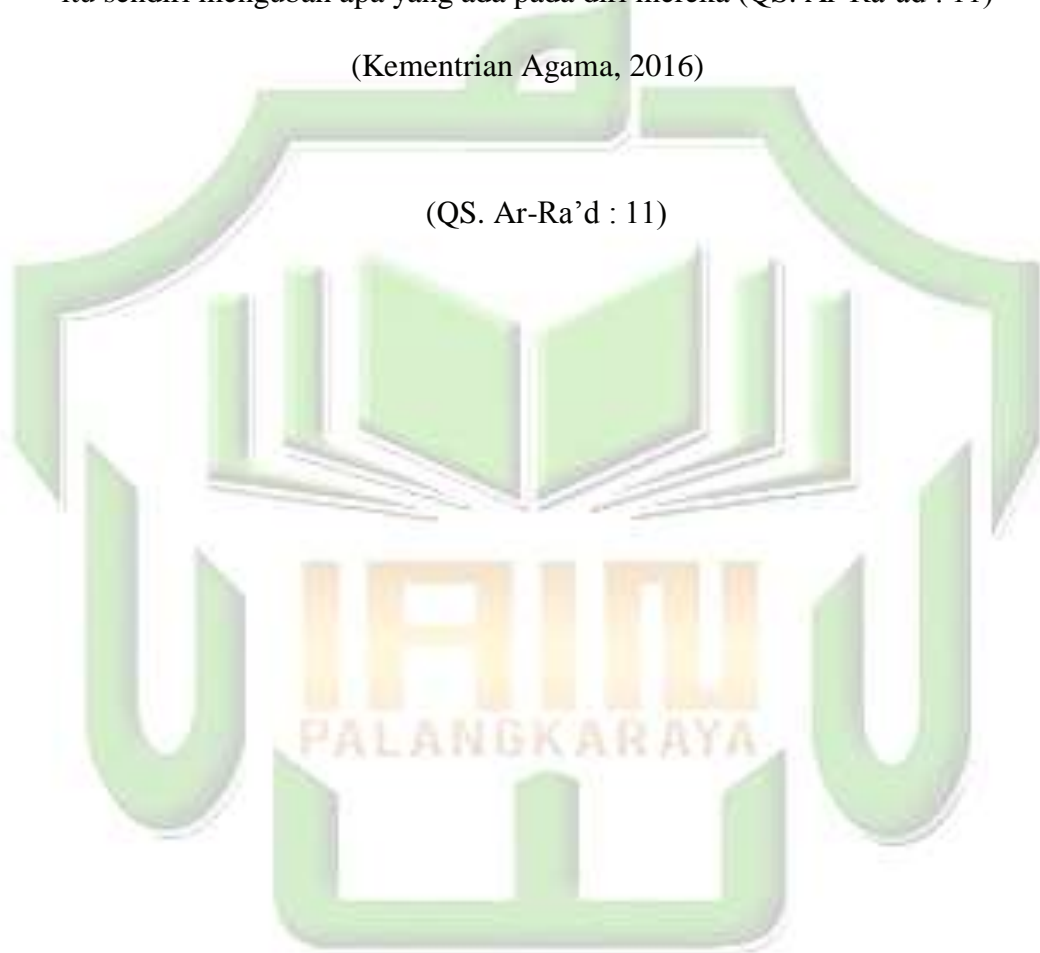 itu sendiri mengubah apa yang ada pada diri mereka (QS. Ar-Ra'ad : 11)
(Kementrian Agama, 2016)
(QS. Ar-Ra’d : 11)
IAIN
PALANGKARAYA